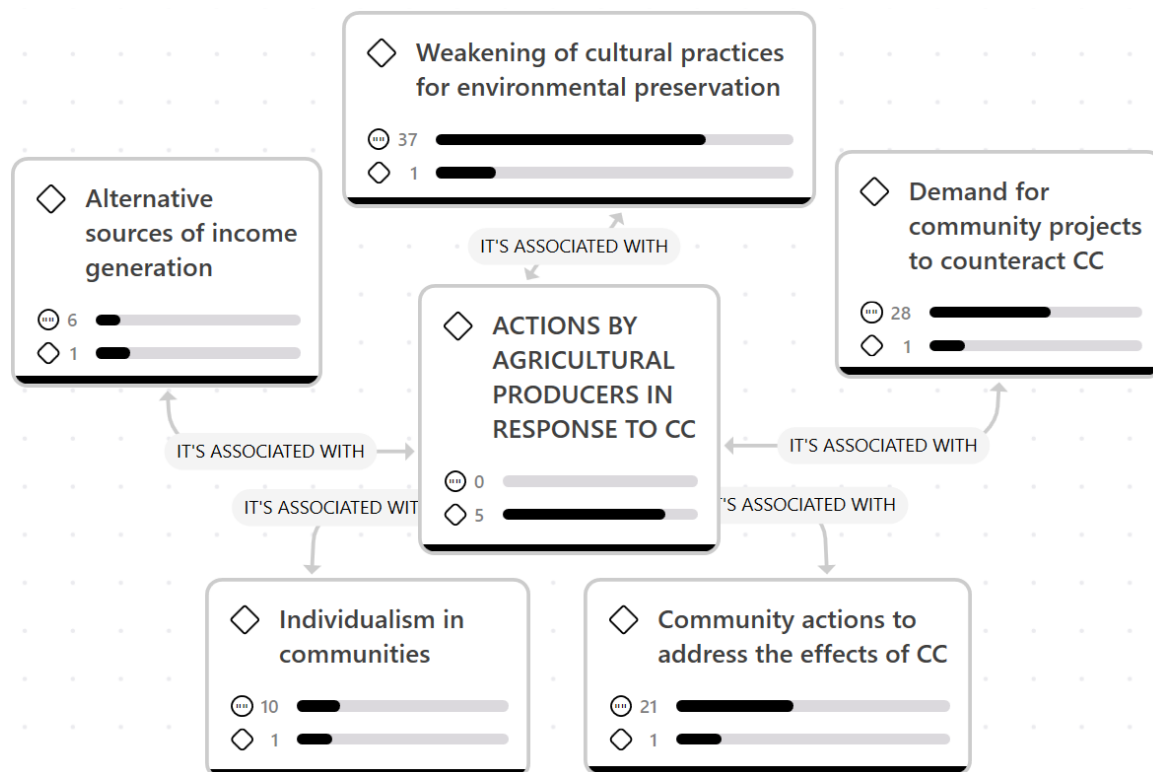 Weakening of cultural practices
for environmental preservation
37
1
Alternative
sources of income
generation
6
1
Demand for
community projects
to counteract CC
28
1
IT'S ASSOCIATED WITH
ACTIONS BY
AGRICULTURAL
PRODUCERS IN
RESPONSE TO CC
0
5
IT'S ASSOCIATED WITH
IT'S ASSOCIATED WITH
IT'S ASSOCIATED WIT
'S ASSOCIATED WITH
Individualism in
communities
10
1
Community actions to
address the effects of CC
21
1